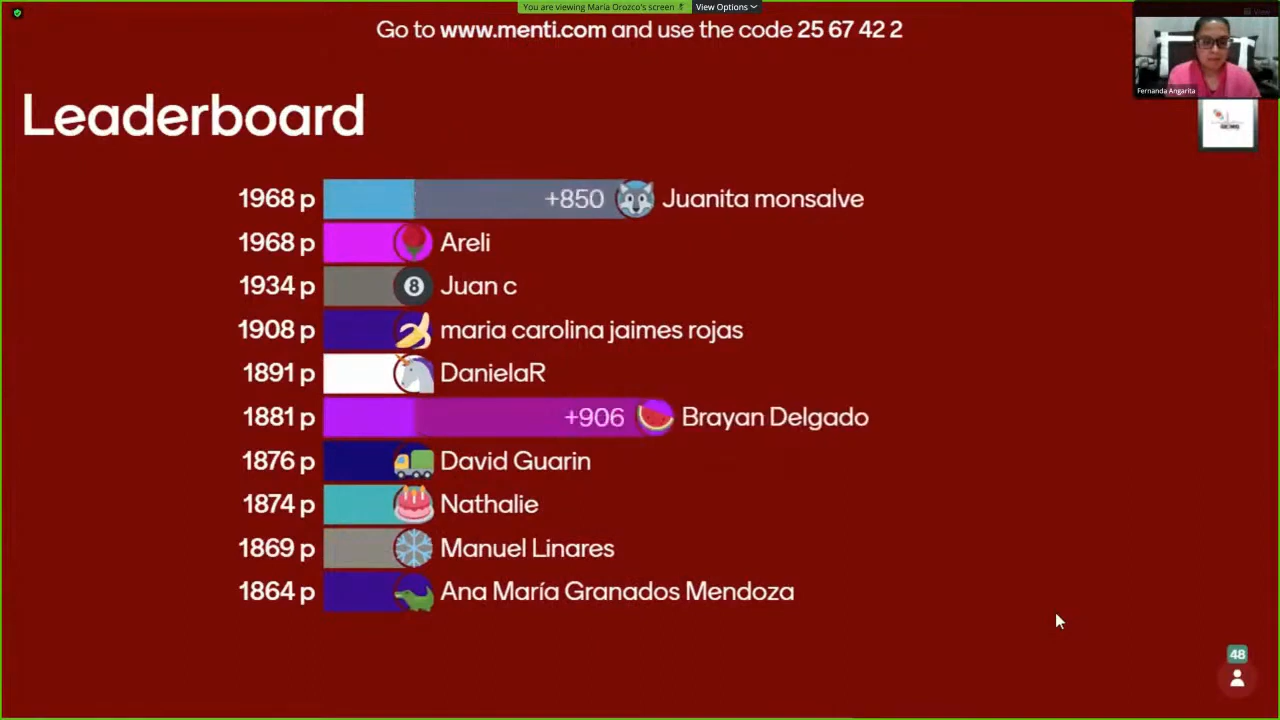 You are viewing Maria Orozco's screen View Options
Go to www.menti.com and use the code 25 67 42 2
View
Fernanda Angarita
Leaderboard
1968 p +850 Juanita monsalve
1968 p Areli
1934 p 8 Juan c
1908 p maria carolina jaimes rojas
1891 p DanielaR
1881 p +906 Brayan Delgado
1876 p David Guarin
1874 p Nathalie
1869 p Manuel Linares
1864 p Ana María Granados Mendoza
48